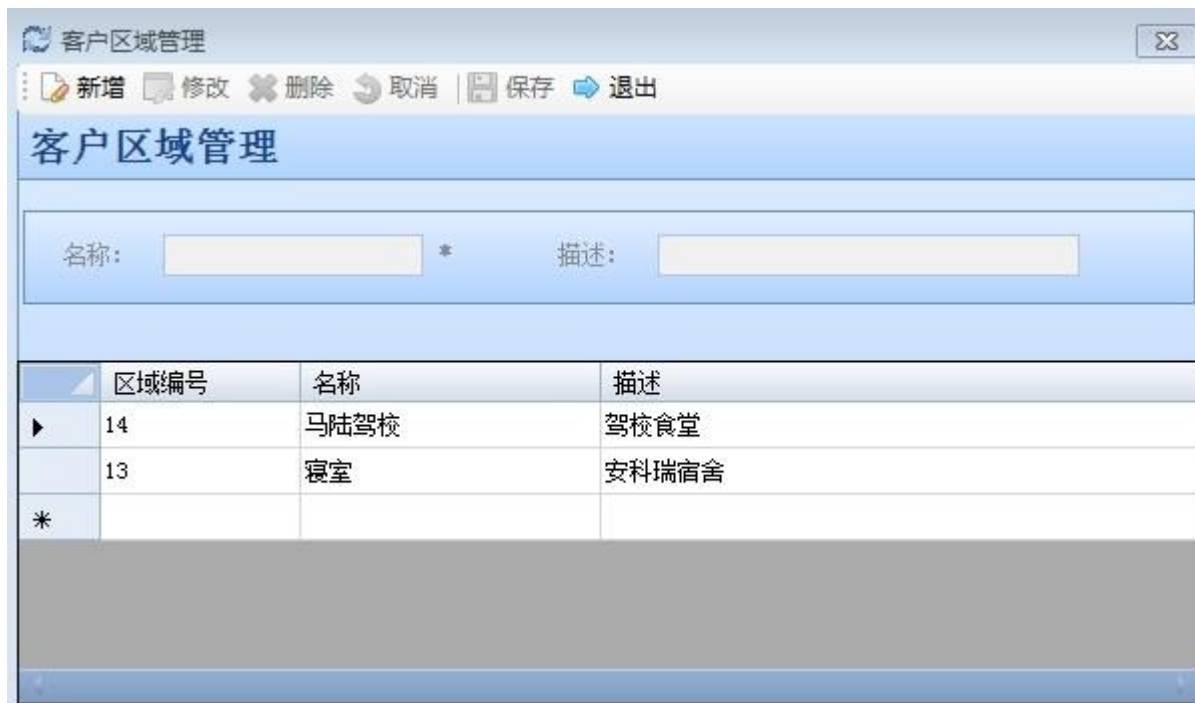 客户区域管理
新增 修改 删除 取消 保存 退出
客户区域管理
名称: * 描述:
区域编号 名称 描述
14 马陆驾校 驾校食堂
13 寝室 安科瑞宿舍
*